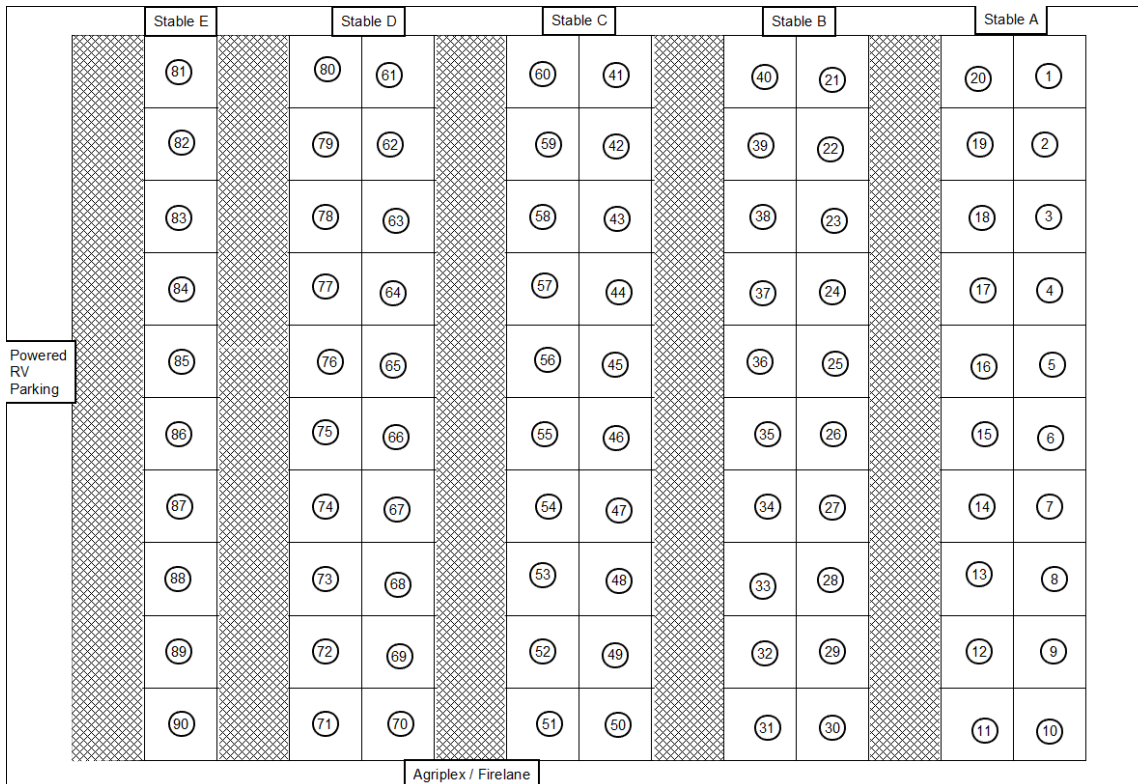 Stable E Stable D Stable C Stable B Stable A
81 80 61 60 41 40 21 20 1
82 79 62 59 42 39 22 19 2
83 78 63 58 43 38 23 18 3
84 77 64 57 44 37 24 17 4
Powered
RV
Parking
85 76 65 56 45 36 25 16 5
86 75 66 55 46 35 26 15 6
87 74 67 54 47 34 27 14 7
88 73 68 53 48 33 28 13 8
89 72 69 52 49 32 29 12 9
90 71 70 51 50 31 30 11 10
Agriplex / Firelane